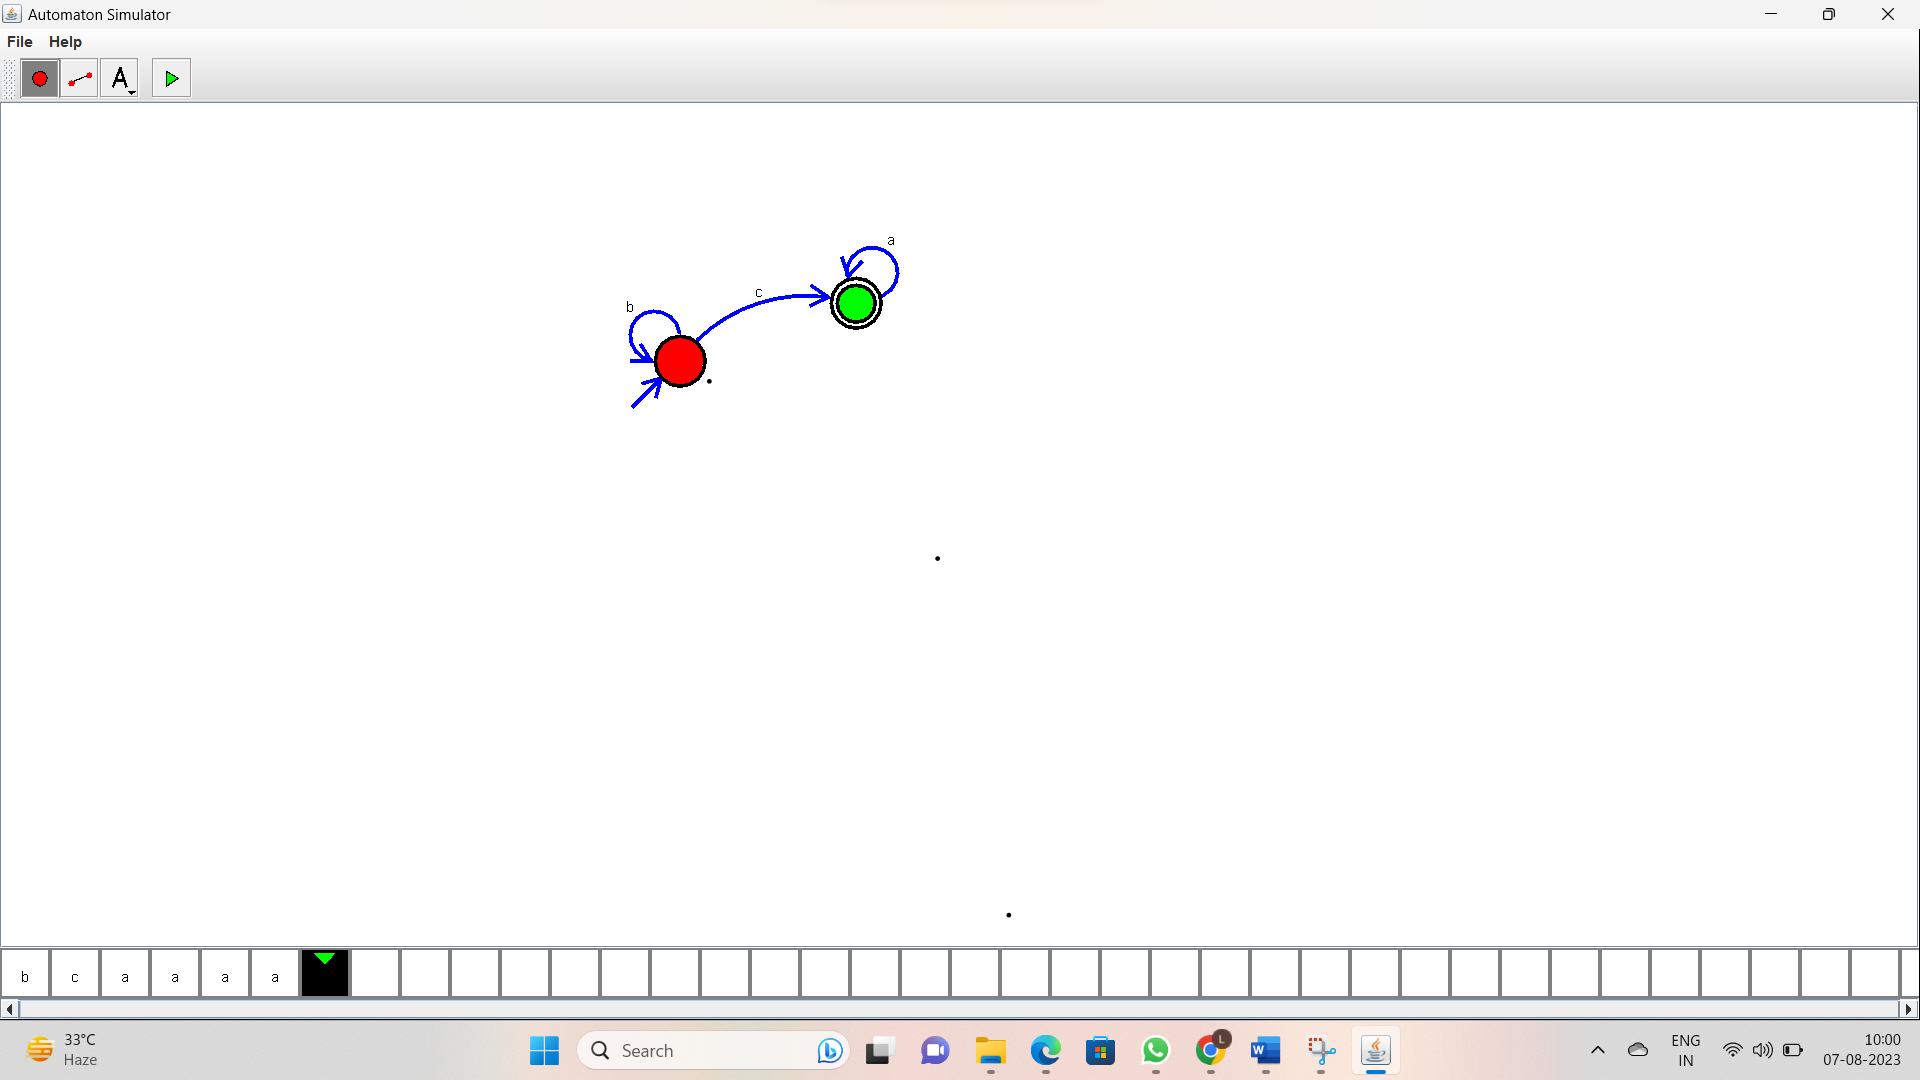 Automaton Simulator
File Help
A
a
c
b
b c a a a a
33°C
Haze
Search
L
W
ENG
IN
10:00
07-08-2023